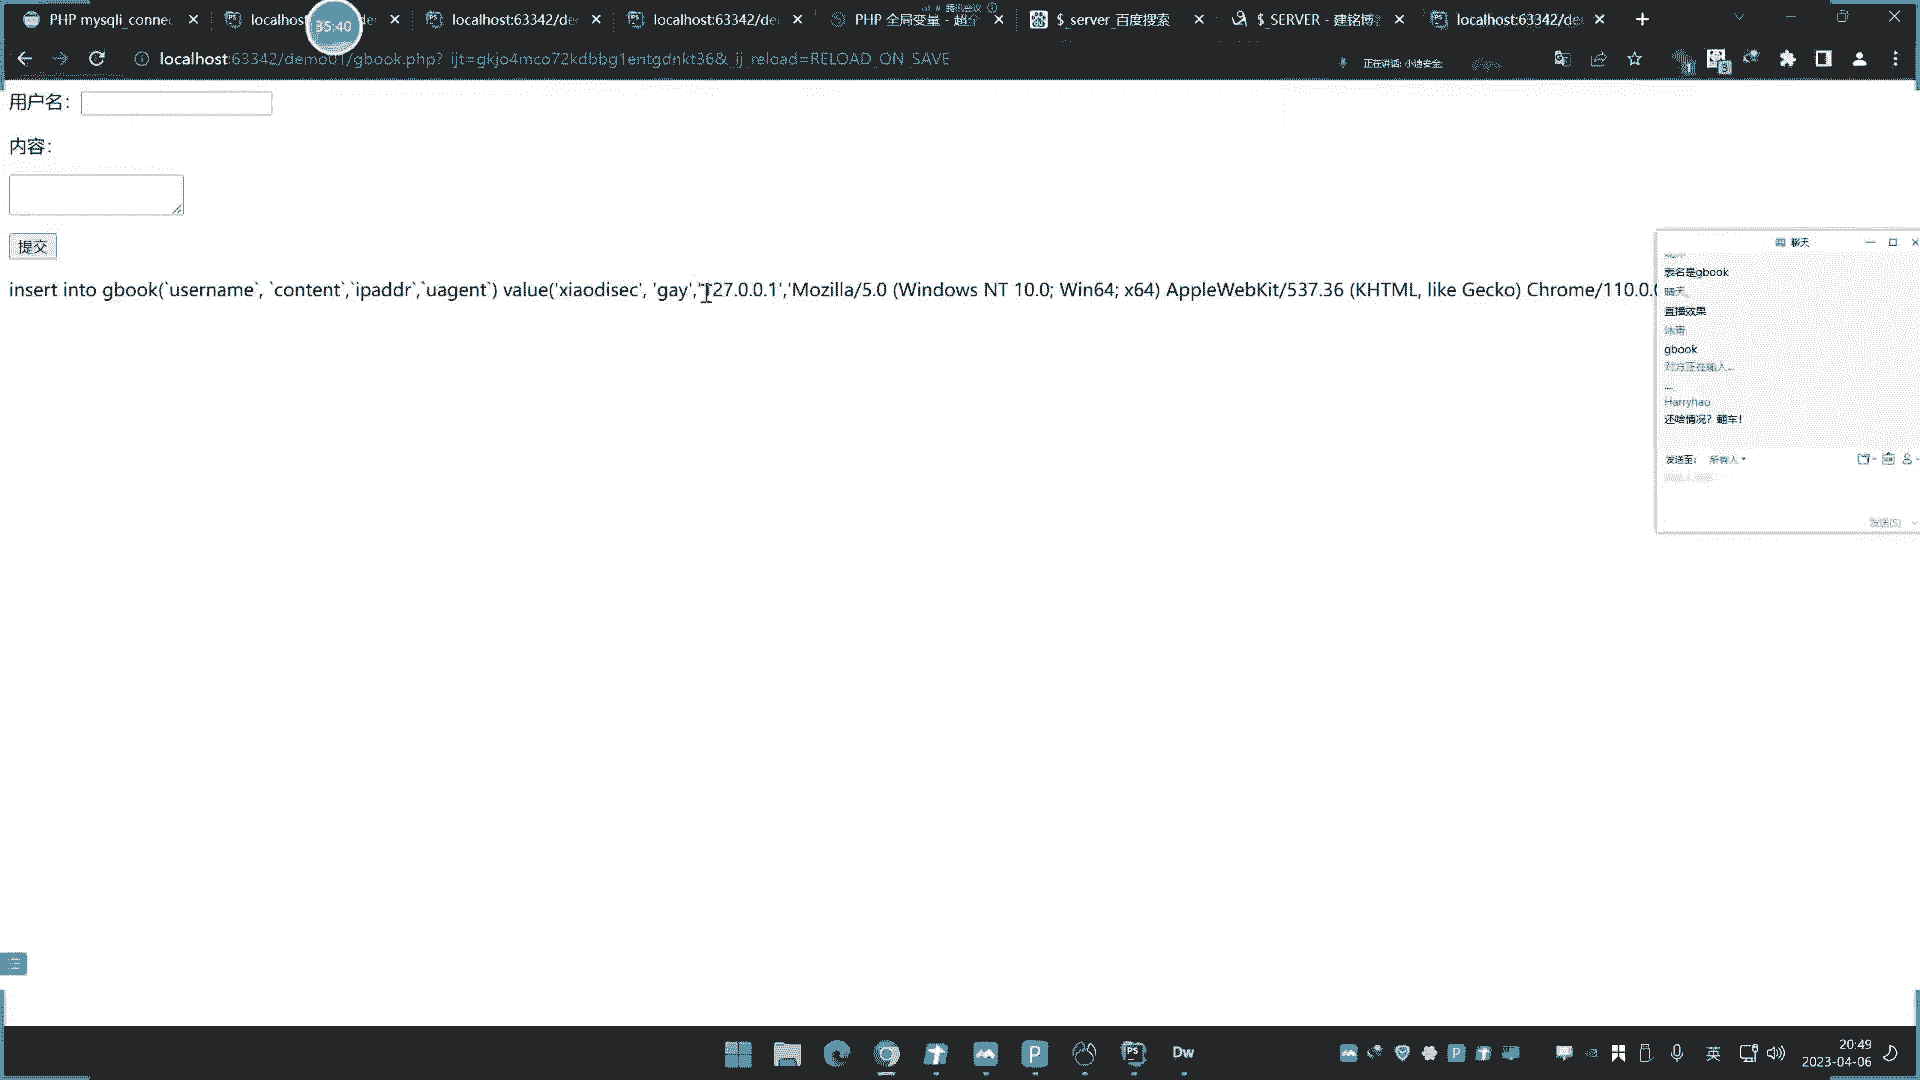 PHP mysqli_connec
localhost
35:40
localhost:63342/de
localhost:63342/de
PHP 全局变量 - 超
$_server_百度搜索
$_SERVER - 建铭博
localhost:63342/de
localhost:63342/demo01/gbook.php?_ijt=gkjo4mco72kdbbg1entgdnkt36&_ij_reload=RELOAD_ON_SAVE
正在讲话: 小迪安全
用户名：
内容：
提交
insert into gbook(`username`, `content`,`ipaddr`,`uagent`) value('xiaodisec', 'gay','127.0.0.1','Mozilla/5.0 (Windows NT 10.0; Win64; x64) AppleWebKit/537.36 (KHTML, like Gecko) Chrome/110.0.
聊天
表名是gbook
晴天
直播效果
gbook
对方正在输入...
...
Harryhao
还啥情况？翻车！
发送至：
所有人
发送(S)
英
20:49
2023-04-06